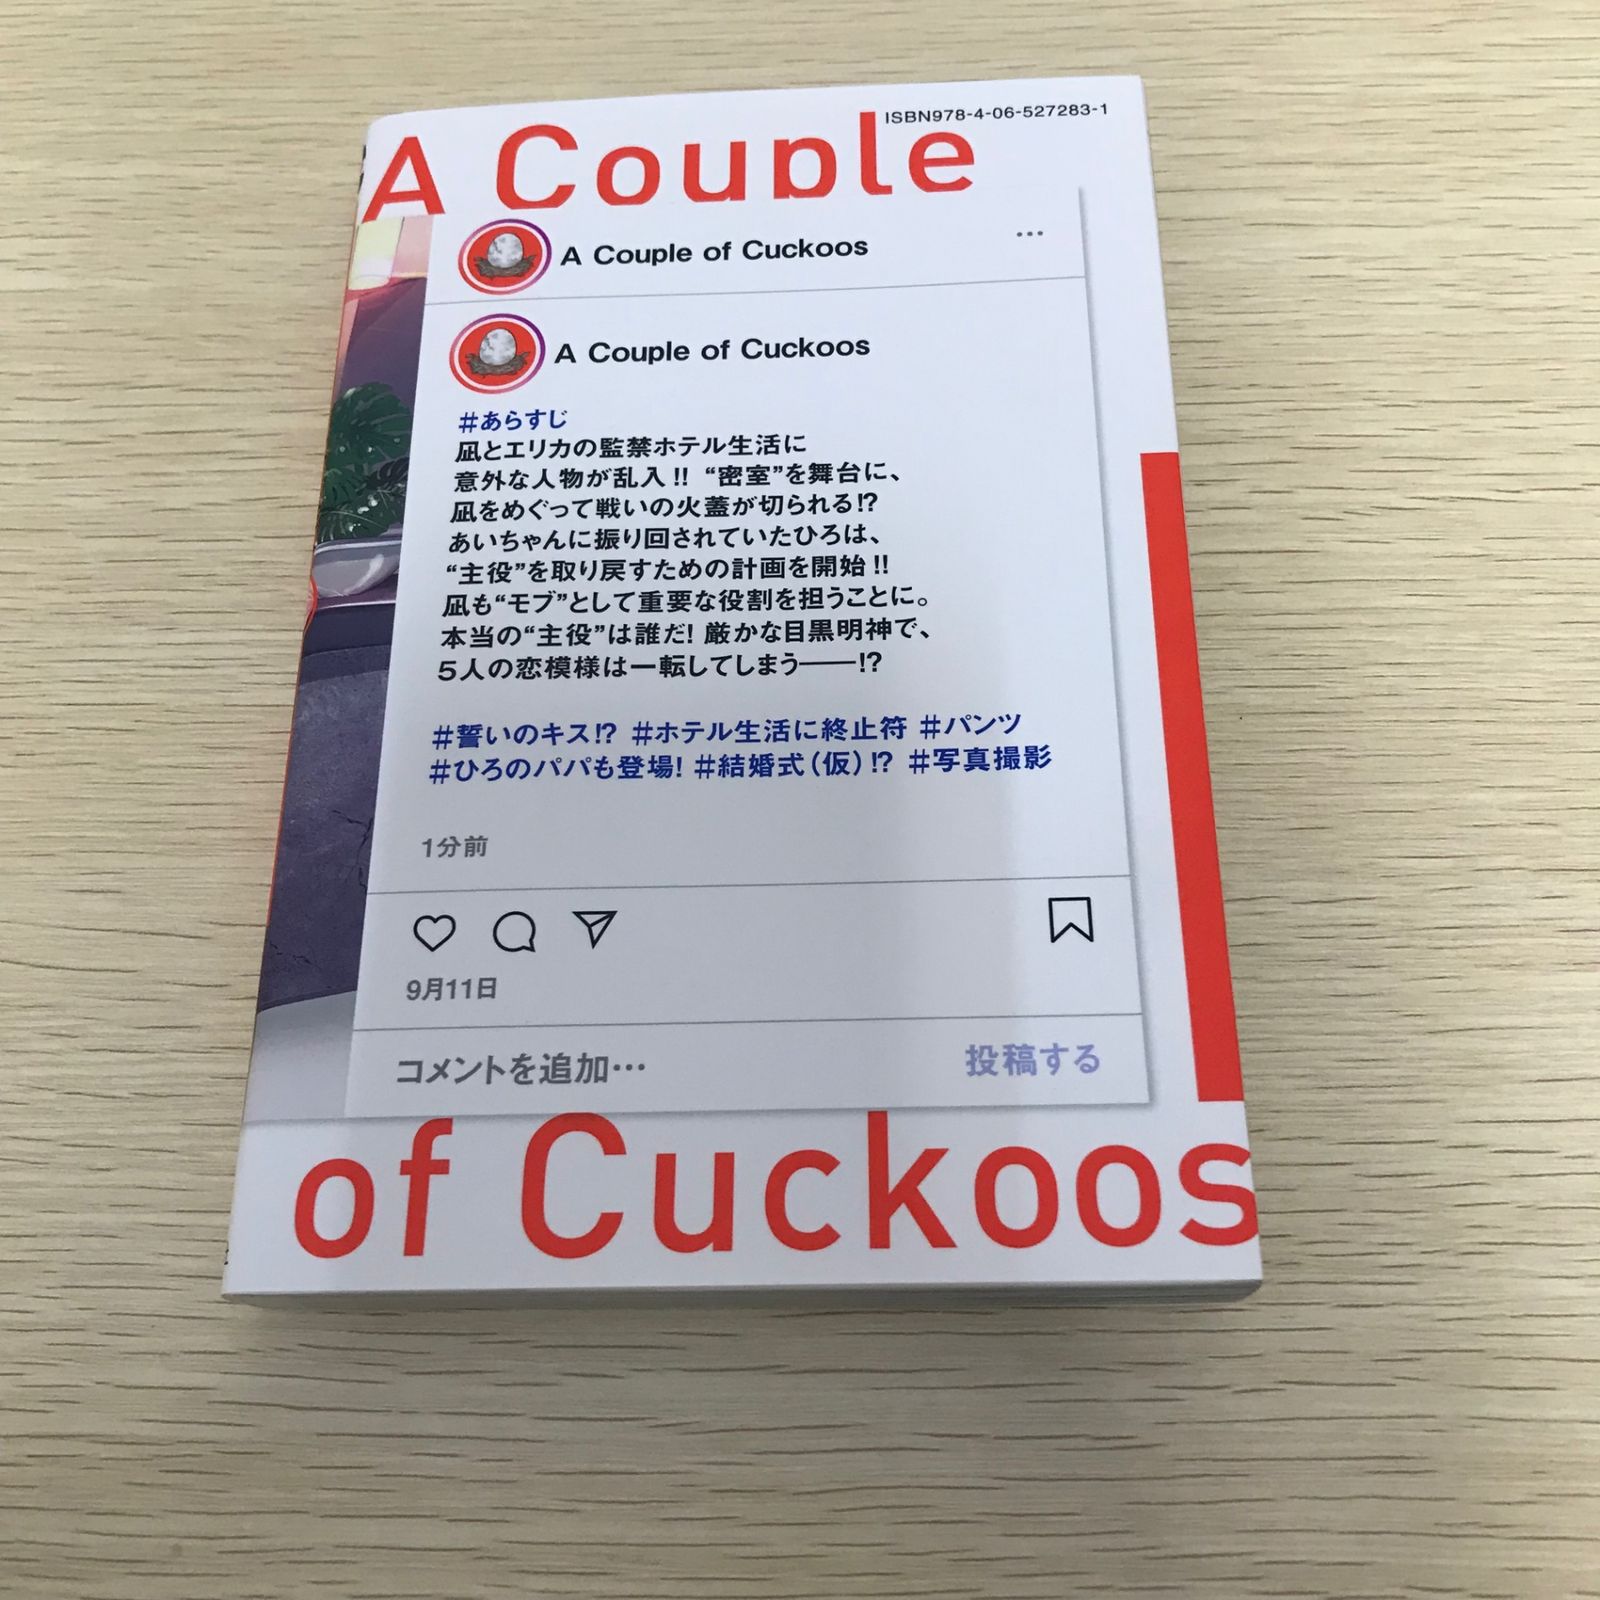 ISBN978-4-06-527283-1
A Couple
A Couple of Cuckoos
…
A Couple of Cuckoos
#あらすじ
凪とエリカの監禁ホテル生活に
意外な人物が乱入!! “密室”を舞台に、
凪をめぐって戦いの火蓋が切られる!?
あいちゃんに振り回されていたひろは、
“主役”を取り戻すための計画を開始!!
凪も“モブ”として重要な役割を担うことに。
本当の“主役”は誰だ! 厳かな目黒明神で、
5人の恋模様は一転してしまう――!?
#誓いのキス!? #ホテル生活に終止符 #パンツ
#ひろのパパも登場! #結婚式(仮)!? #写真撮影
1分前
9月11日
コメントを追加… 投稿する
of Cuckoos